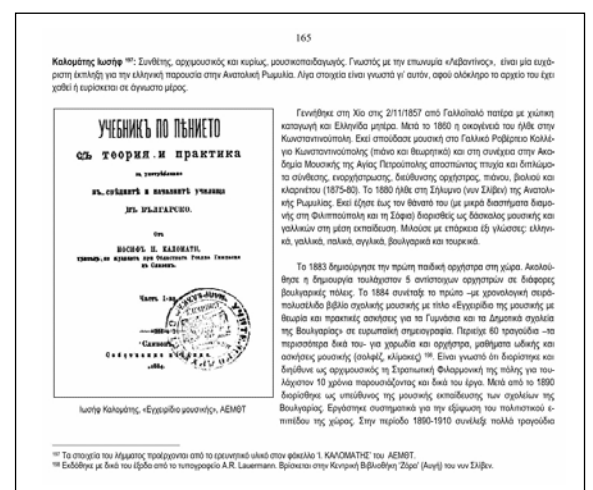 165
Καλομάτης Ιωσήφ ¹⁹⁷: Συνθέτης, αρχιμουσικός και κυρίως, μουσικοπαιδαγωγός. Γνωστός με την επωνυμία «Λεβαντίνος», είναι μία ευχά-
ριστη έκπληξη για την ελληνική παρουσία στην Ανατολική Ρωμυλία. Λίγα στοιχεία είναι γνωστά γι' αυτόν, αφού ολόκληρο το αρχείο του έχει
χαθεί ή ευρίσκεται σε άγνωστο μέρος.
УЧЕБНИКЪ ПО ПѢНИЕТО
СЪ ТЕОРИЯ И ПРАКТИКА
за употрѣбление
ВЪ СРѢДНИТѢ И НАЧАЛНИТѢ УЧИЛИЩА
ВЪ БЪЛГАРСКО.
Отъ
ИОСИФЪ Н. КАЛОМАТИ,
при Областната Реална Гимназия
въ Сливенъ.
Часть 1-ва
Сливенъ
1884.
Ιωσήφ Καλομάτης, «Εγχειρίδιο μουσικής», ΑΕΜΘΤ
Γεννήθηκε στη Χίο στις 2/11/1857 από Γαλλοϊταλό πατέρα με χιώτικη
καταγωγή και Ελληνίδα μητέρα. Μετά το 1860 η οικογένειά του ήλθε στην
Κωνσταντινούπολη. Εκεί σπούδασε μουσική στο Γαλλικό Ροβέρτειο Κολλέ-
γιο Κωνσταντινούπολης (πιάνο και θεωρητικά) και στη συνέχεια στην Ακα-
δημία Μουσικής της Αγίας Πετρούπολης αποσπώντας πτυχία και διπλώμα-
τα σύνθεσης, ενορχήστρωσης, διεύθυνσης ορχήστρας, πιάνου, βιολιού και
κλαρινέτου (1875-80). Το 1880 ήλθε στη Σήλυμνο (νυν Σλίβεν) της Ανατολι-
κής Ρωμυλίας. Εκεί έζησε έως τον θάνατό του (με μικρά διαστήματα διαμο-
νής στη Φιλιππούπολη και τη Σόφια) διορισθείς ως δάσκαλος μουσικής και
γαλλικών στη μέση εκπαίδευση. Μιλούσε με επάρκεια έξι γλώσσες: ελληνι-
κά, γαλλικά, ιταλικά, αγγλικά, βουλγαρικά και τουρκικά.
Το 1883 δημιούργησε την πρώτη παιδική ορχήστρα στη χώρα. Ακολού-
θησε η δημιουργία τουλάχιστον 5 αντίστοιχων ορχηστρών σε διάφορες
βουλγαρικές πόλεις. Το 1884 συνέταξε το πρώτο –με χρονολογική σειρά-
πολυσέλιδο βιβλίο σχολικής μουσικής με τίτλο «Εγχειρίδιο της μουσικής με
θεωρία και πρακτικές ασκήσεις για τα Γυμνάσια και τα Δημοτικά σχολεία
της Βουλγαρίας» σε ευρωπαϊκή σημειογραφία. Περιείχε 60 τραγούδια –τα
περισσότερα δικά του- για χορωδία και ορχήστρα, μαθήματα ωδικής και
ασκήσεις μουσικής (σολφέζ, κλίμακες) ¹⁹⁸. Είναι γνωστό ότι διορίστηκε και
διηύθυνε ως αρχιμουσικός τη Στρατιωτική Φιλαρμονική της πόλης για του-
λάχιστον 10 χρόνια παρουσιάζοντας και δικά του έργα. Μετά από το 1890
διορίσθηκε ως υπεύθυνος της μουσικής εκπαίδευσης των σχολείων της
Βουλγαρίας. Εργάστηκε συστηματικά για την εξύψωση του πολιτιστικού ε-
πιπέδου της χώρας. Στην περίοδο 1890-1910 συνέλεξε πολλά τραγούδια
¹⁹⁷ Τα στοιχεία του λήμματος προέρχονται από το ερευνητικό υλικό στον φάκελλο 'Ι. ΚΑΛΟΜΑΤΗΣ' του ΑΕΜΘΤ.
¹⁹⁸ Εκδόθηκε με δικά του έξοδα από το τυπογραφείο A.R. Lauermann. Βρίσκεται στην Κεντρική Βιβλιοθήκη 'Ζόρα' (Αυγή) του νυν Σλίβεν.